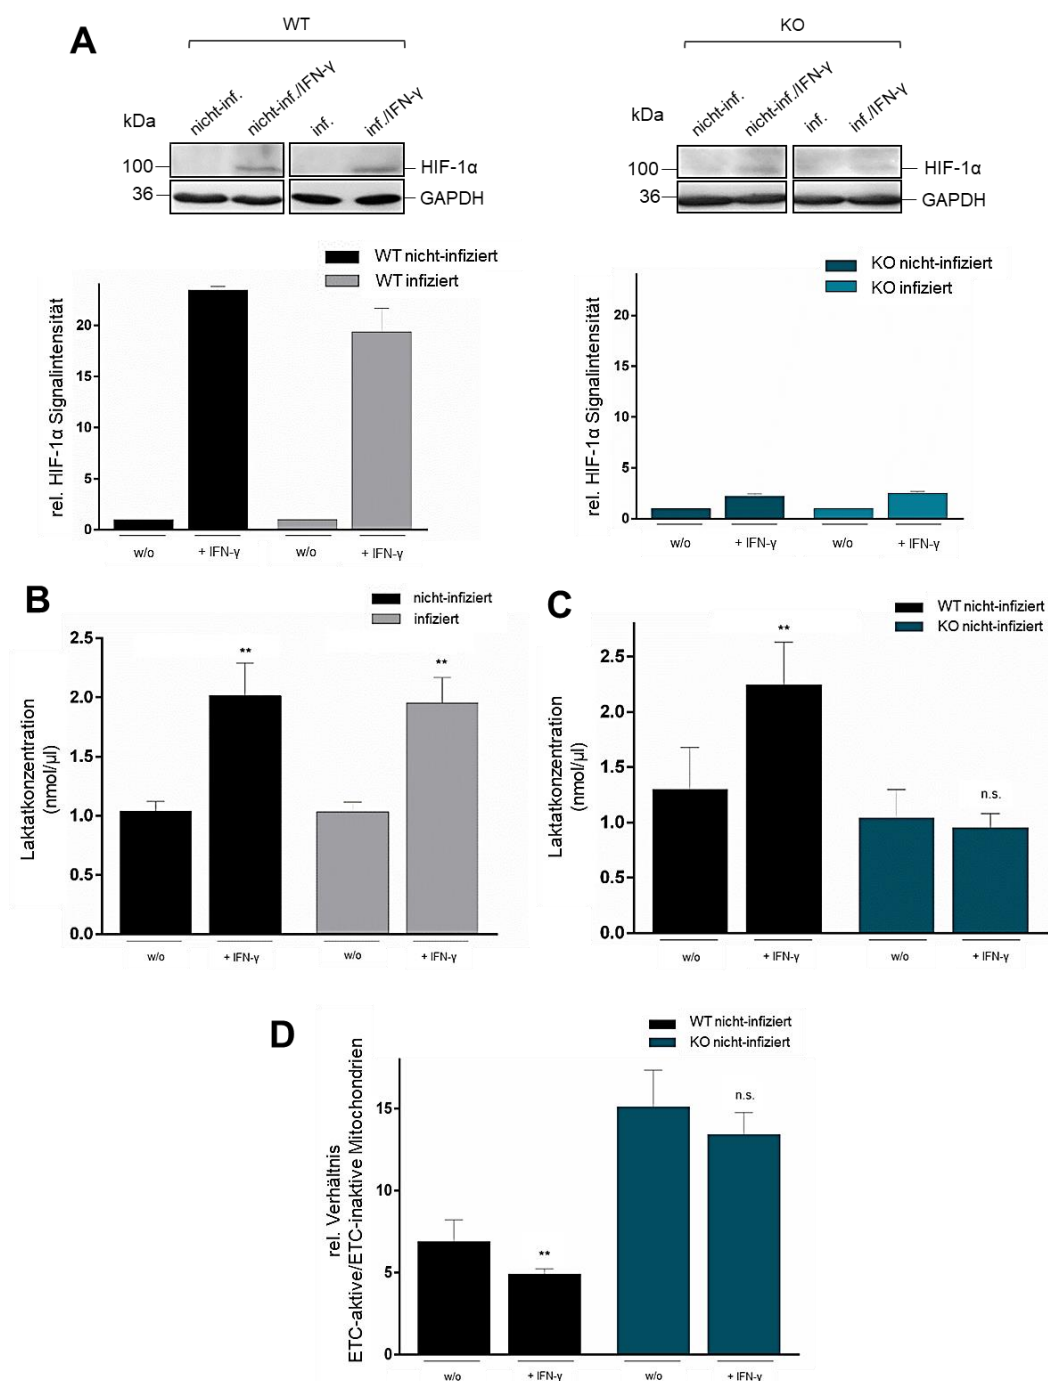 A
WT
KO
nicht-inf.
nicht-inf./IFN-γ
inf.
inf./IFN-γ
kDa
100
HIF-1α
36
GAPDH
nicht-inf.
nicht-inf./IFN-γ
inf.
inf./IFN-γ
kDa
100
HIF-1α
36
GAPDH
WT nicht-infiziert
WT infiziert
rel. HIF-1α Signalintensität
20
15
10
5
0
w/o
+ IFN-γ
w/o
+ IFN-γ
KO nicht-infiziert
KO infiziert
rel. HIF-1α Signalintensität
20
15
10
5
0
w/o
+ IFN-γ
w/o
+ IFN-γ
B
nicht-infiziert
infiziert
Laktatkonzentration
(nmol/µl)
2.5
2.0
1.5
1.0
0.5
0.0
**
**
w/o
+ IFN-γ
w/o
+ IFN-γ
C
WT nicht-infiziert
KO nicht-infiziert
Laktatkonzentration
(nmol/µl)
2.5
2.0
1.5
1.0
0.5
0.0
**
n.s.
w/o
+ IFN-γ
w/o
+ IFN-γ
D
WT nicht-infiziert
KO nicht-infiziert
rel. Verhältnis
ETC-aktive/ETC-inaktive Mitochondrien
15
10
5
0
**
n.s.
w/o
+ IFN-γ
w/o
+ IFN-γ